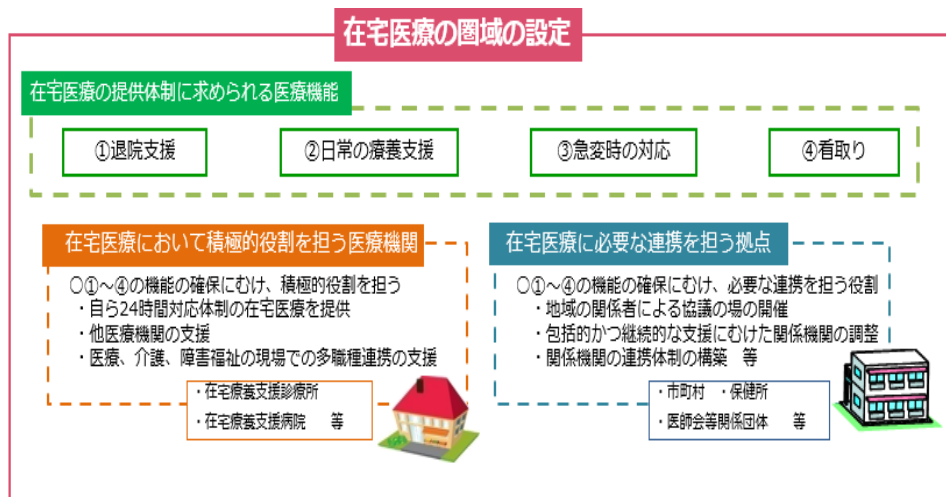 在宅医療の圏域の設定
在宅医療の提供体制に求められる医療機能
①退院支援
②日常の療養支援
③急変時の対応
④看取り
在宅医療において積極的役割を担う医療機関
○①～④の機能の確保にむけ、積極的役割を担う
・自ら24時間対応体制の在宅医療を提供
・他医療機関の支援
・医療、介護、障害福祉の現場での多職種連携の支援
・在宅療養支援診療所
・在宅療養支援病院　等
在宅医療に必要な連携を担う拠点
○①～④の機能の確保にむけ、必要な連携を担う役割
・地域の関係者による協議の場の開催
・包括的かつ継続的な支援にむけた関係機関の調整
・関係機関の連携体制の構築　等
・市町村　・保健所
・医師会等関係団体　等